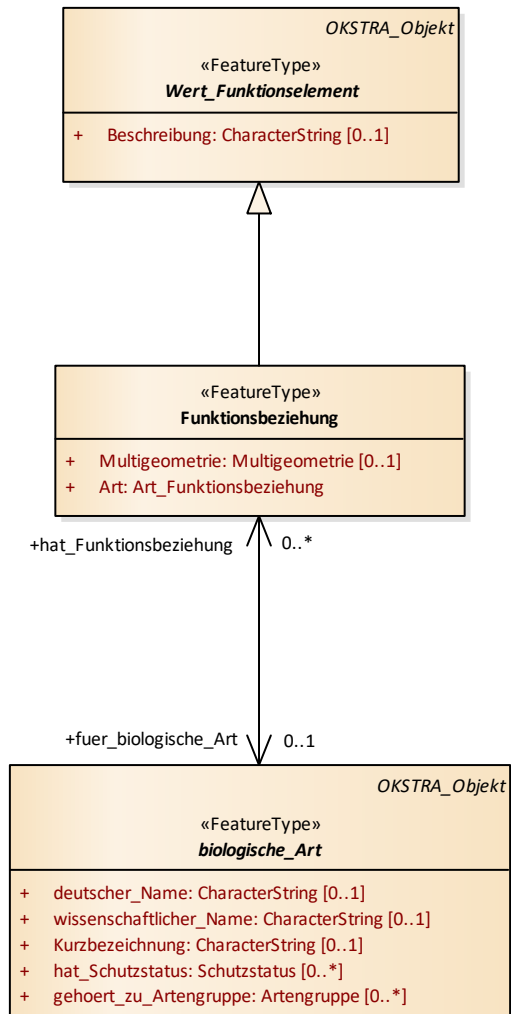 OKSTRA_Objekt
«FeatureType»
Wert_Funktionselement
+ Beschreibung: CharacterString [0..1]
«FeatureType»
Funktionsbeziehung
+ Multigeometrie: Multigeometrie [0..1]
+ Art: Art_Funktionsbeziehung
+hat_Funktionsbeziehung 0..*
+fuer_biologische_Art 0..1
OKSTRA_Objekt
«FeatureType»
biologische_Art
+ deutscher_Name: CharacterString [0..1]
+ wissenschaftlicher_Name: CharacterString [0..1]
+ Kurzbezeichnung: CharacterString [0..1]
+ hat_Schutzstatus: Schutzstatus [0..*]
+ gehoert_zu_Artengruppe: Artengruppe [0..*]